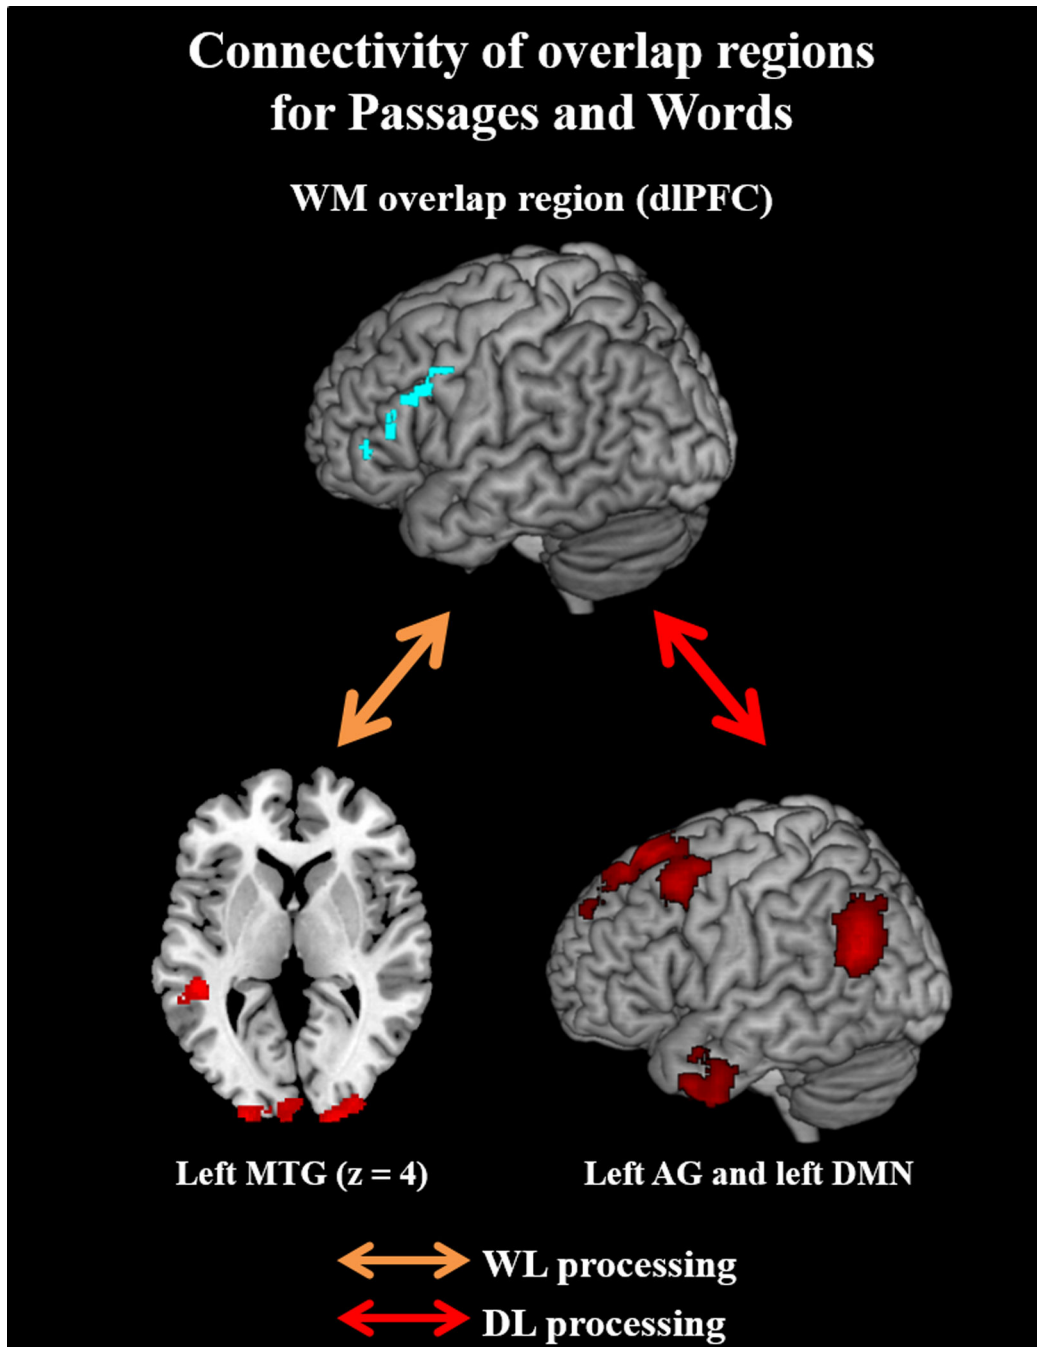 Connectivity of overlap regions
for Passages and Words
WM overlap region (dlPFC)
Left MTG (z = 4)
Left AG and left DMN
WL processing
DL processing